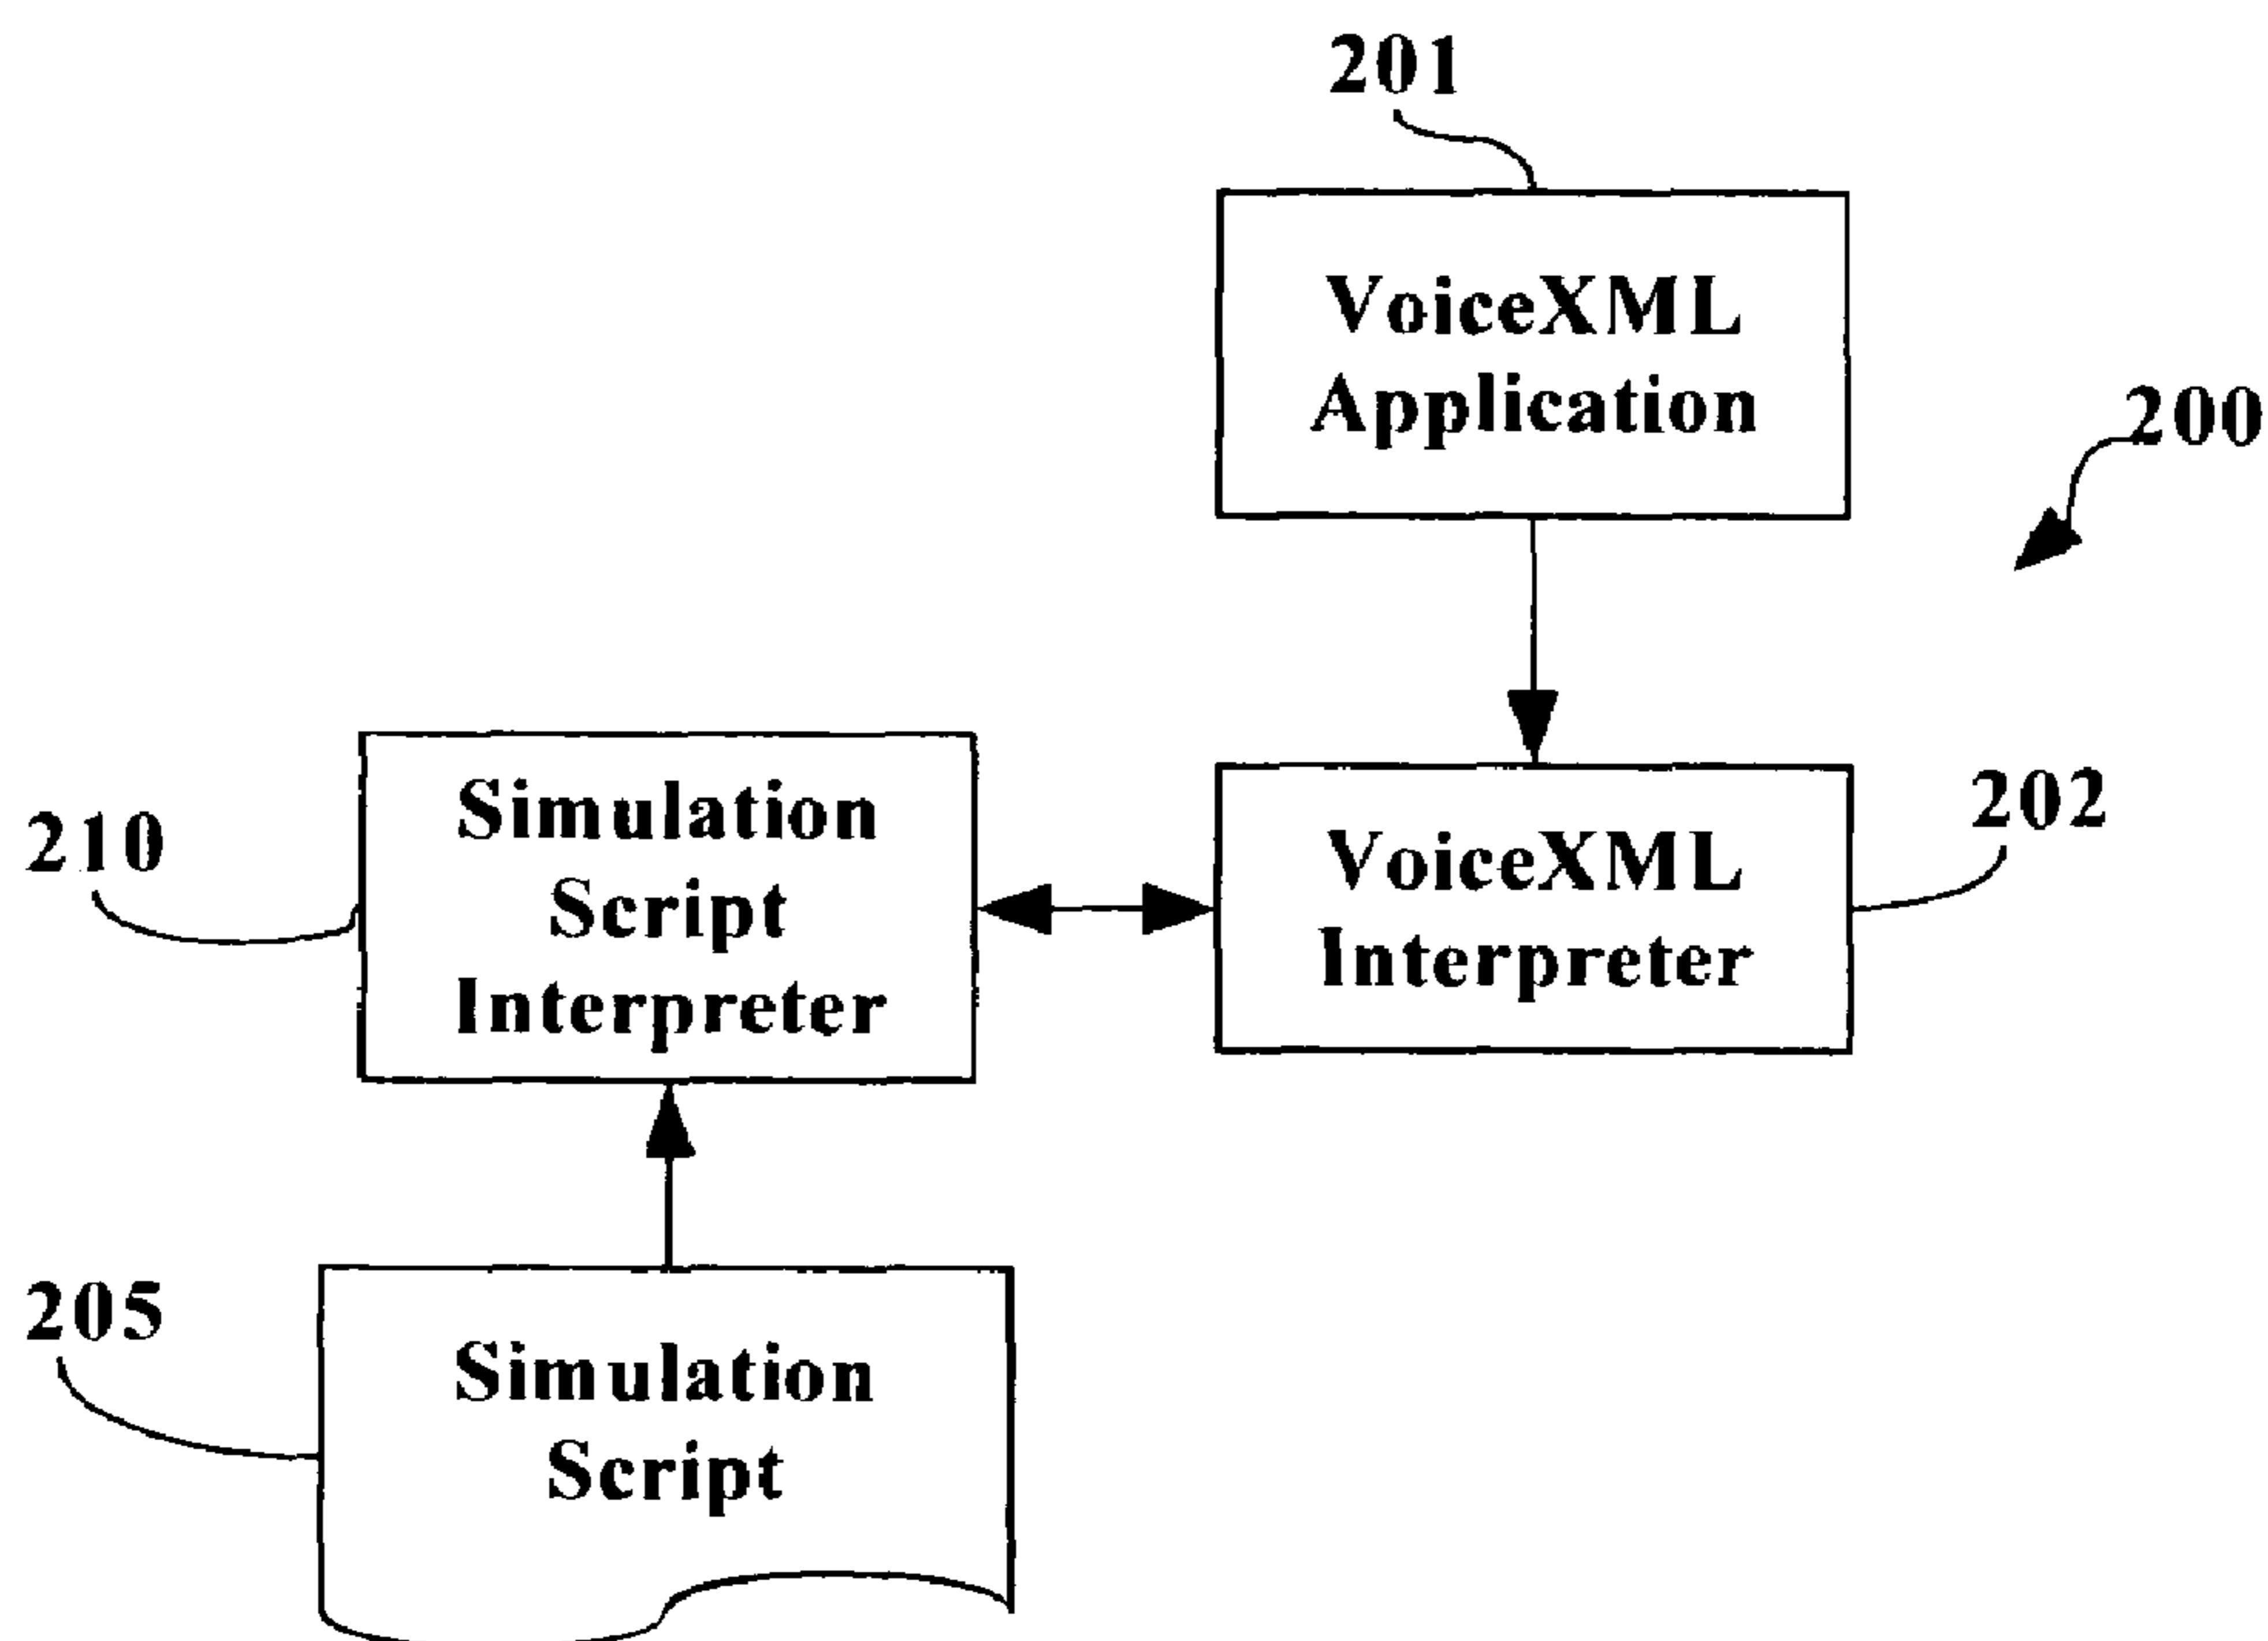 201
VoiceXML
Application
200
210
Simulation
Script
Interpreter
VoiceXML
Interpreter
202
205
Simulation
Script